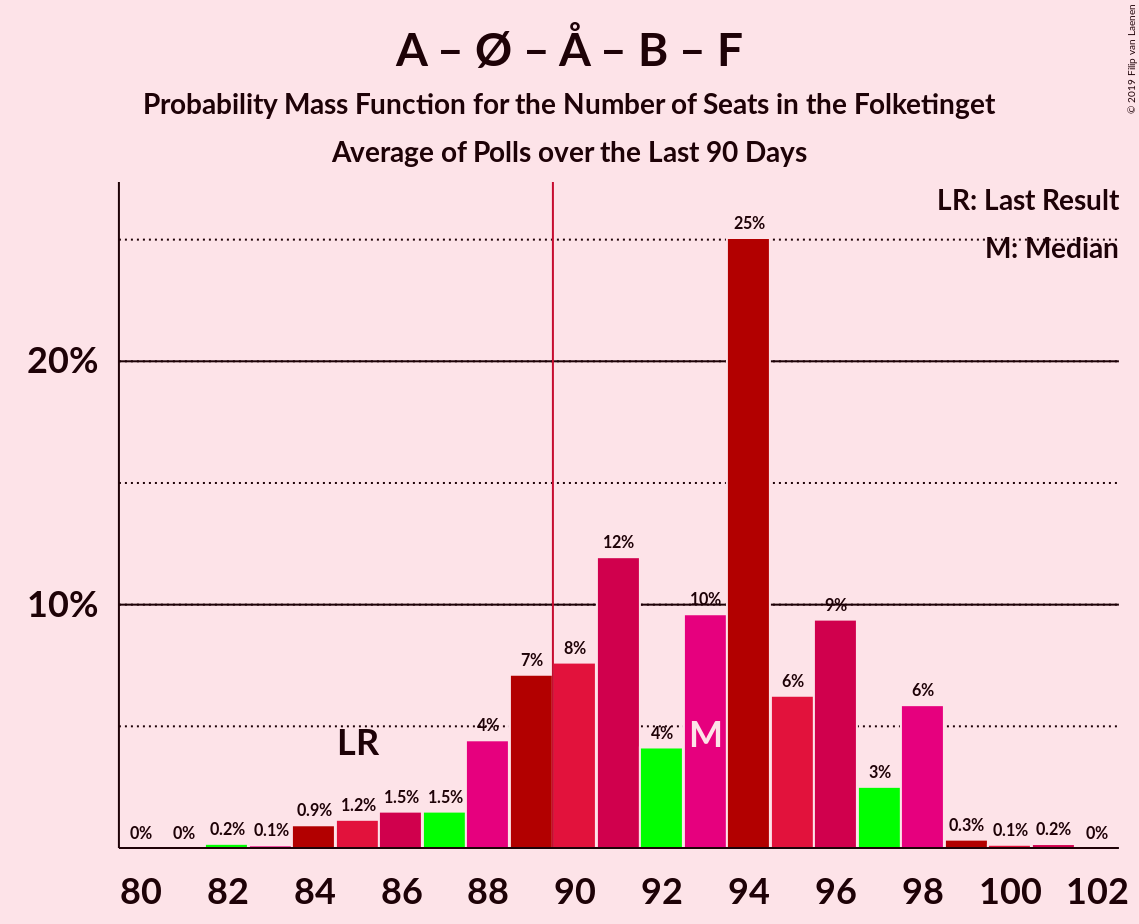 A – Ø – Å – B – F
Probability Mass Function for the Number of Seats in the Folketinget
Average of Polls over the Last 90 Days
© 2019 Filip van Laenen
LR: Last Result
M: Median
20%
10%
0%
0%
0.2%
0.1%
0.9%
1.2%
1.5%
1.5%
4%
7%
8%
12%
4%
10%
25%
6%
9%
3%
6%
0.3%
0.1%
0.2%
0%
LR
M
80 82 84 86 88 90 92 94 96 98 100 102